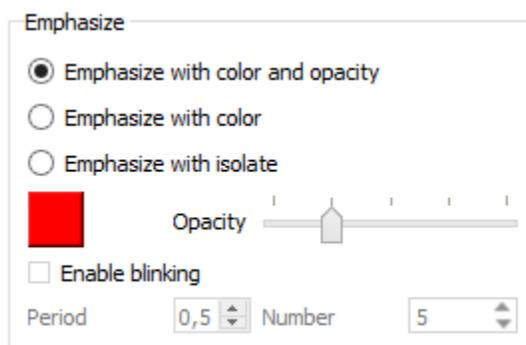 Emphasize
Emphasize with color and opacity
Emphasize with color
Emphasize with isolate
Opacity
Enable blinking
Period 0,5 Number 5